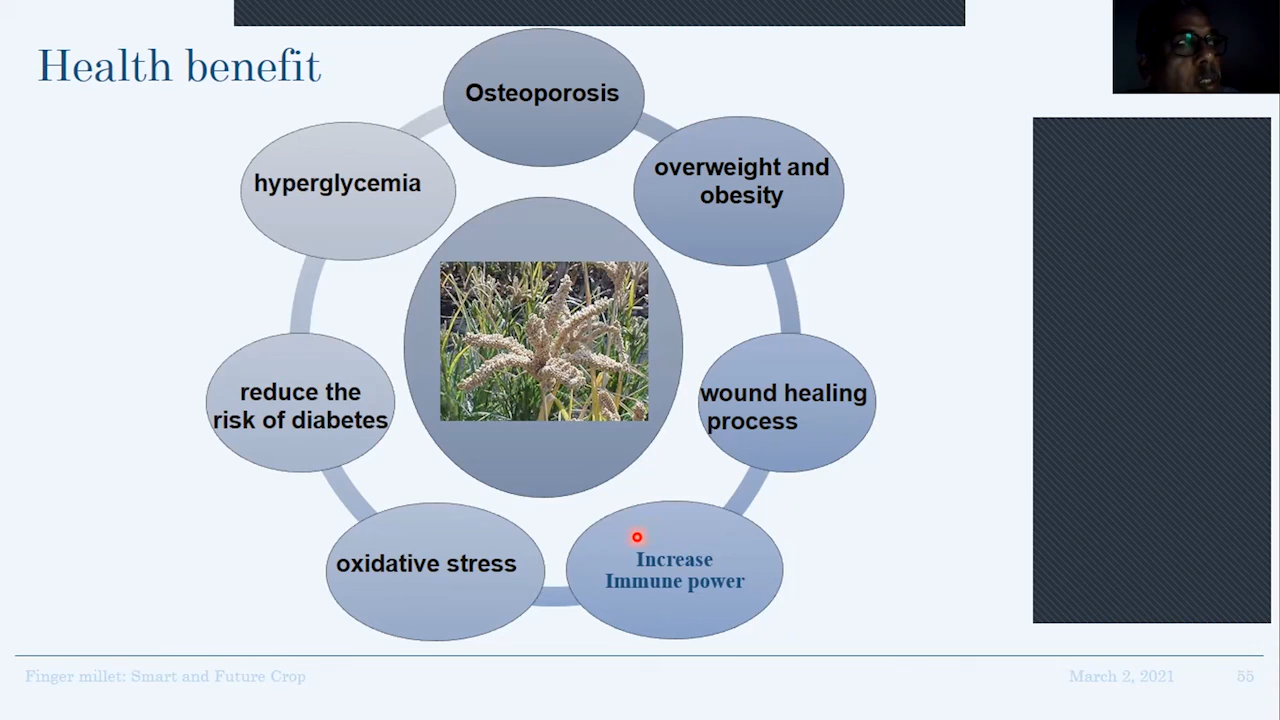 Health benefit
Osteoporosis
overweight and
obesity
wound healing
process
Increase
Immune power
oxidative stress
reduce the
risk of diabetes
hyperglycemia
Finger millet: Smart and Future Crop
March 2, 2021
55